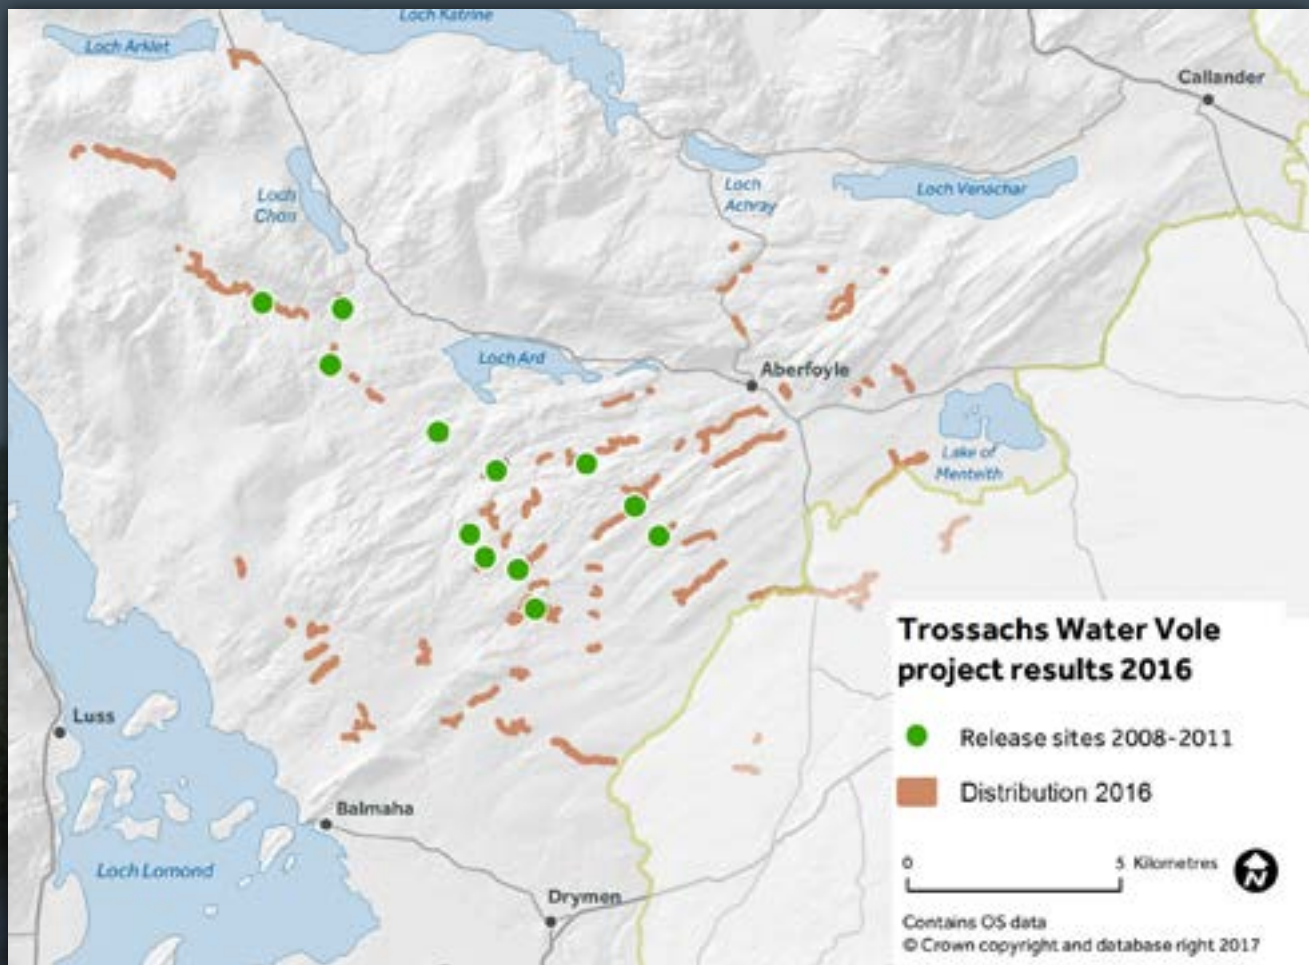 Loch Katrine
Loch Arklet
Callander
Loch
Chon
Loch
Achray
Loch Venachar
Loch Ard
Aberfoyle
Lake of
Menteith
Luss
Balmaha
Loch Lomond
Drymen
Trossachs Water Vole
project results 2016
Release sites 2008-2011
Distribution 2016
0 5 Kilometres
N
Contains OS data
© Crown copyright and database right 2017